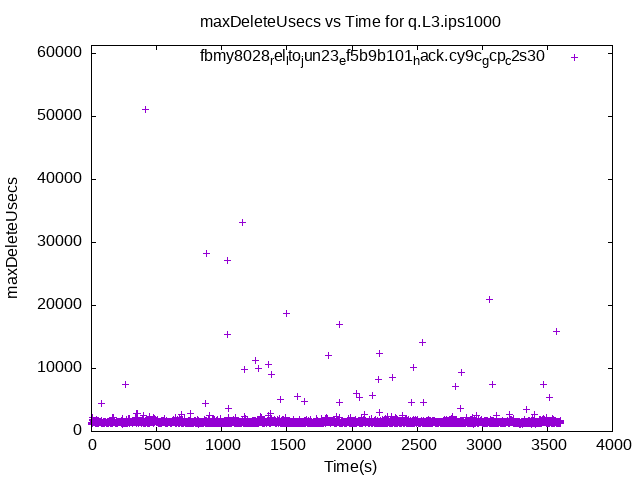 maxDeleteUsecs vs Time for q.L3.ips1000
fbmy8028relitojun23ef5b9b101hack.cy9cgcpc2s30
60000
50000
40000
30000
20000
10000
0
maxDeleteUsecs
0 500 1000 1500 2000 2500 3000 3500 4000
Time(s)